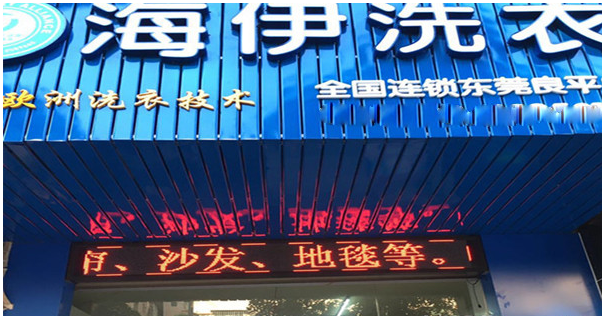 海伊洗衣
欧洲洗衣技术
全国连锁东莞良平
、沙发、地毯等。